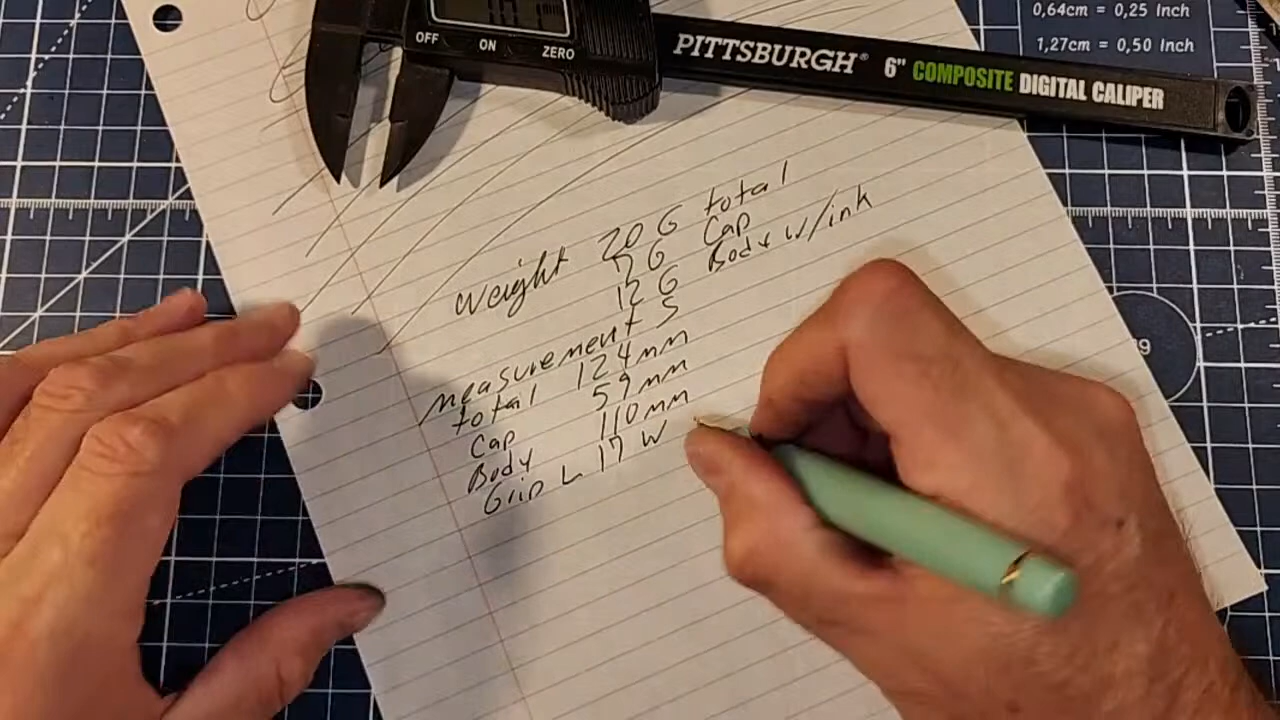 0,64cm = 0,25 Inch
1,27cm = 0,50 Inch
OFF ON ZERO
PITTSBURGH® 6" COMPOSITE DIGITAL CALIPER
weight 20 G total
7 G Cap
12 G Body w/ink
measurements
total 124mm
Cap 59mm
Body 110mm
Grip L 17 W